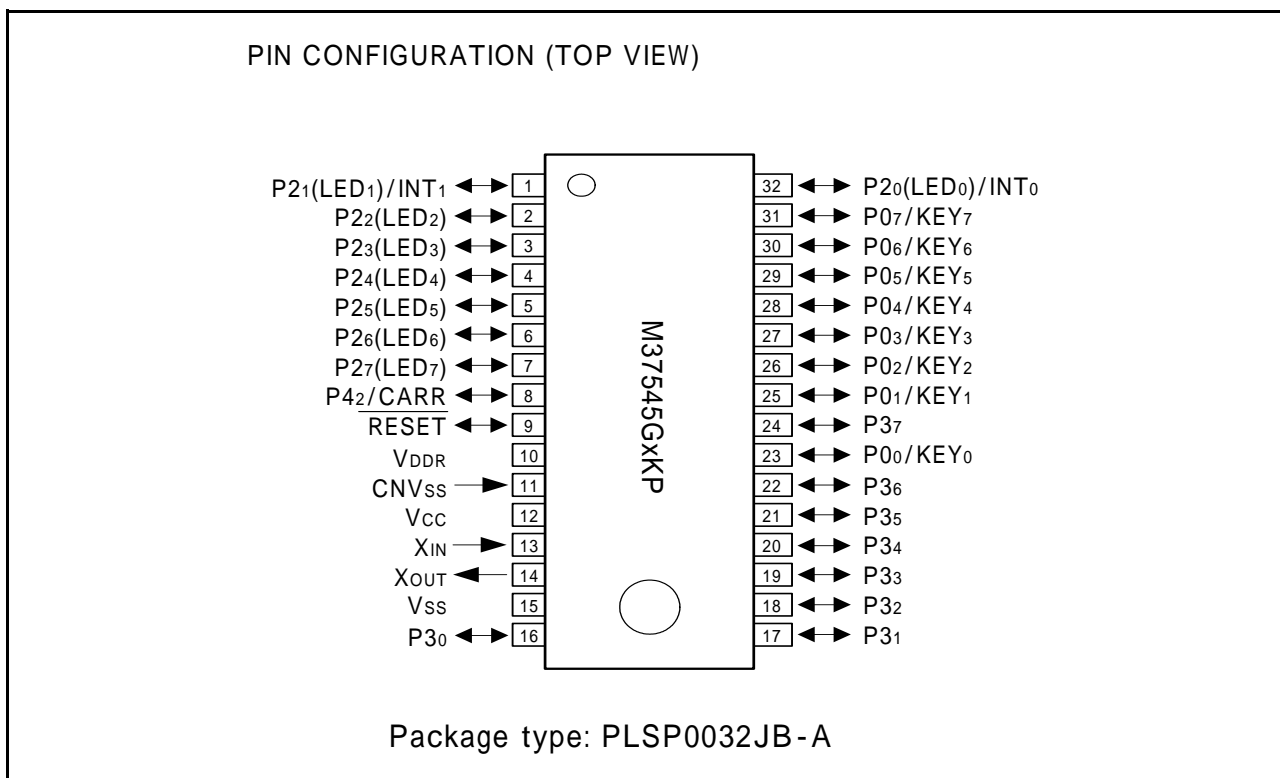 PIN CONFIGURATION (TOP VIEW)
P2₁(LED₁)/INT₁ 1
P2₂(LED₂) 2
P2₃(LED₃) 3
P2₄(LED₄) 4
P2₅(LED₅) 5
P2₆(LED₆) 6
P2₇(LED₇) 7
P4₂/CARR 8
RESET 9
VDDR 10
CNVSS 11
VCC 12
XIN 13
XOUT 14
VSS 15
P3₀ 16
M37545GxKP
32 P2₀(LED₀)/INT₀
31 P0₇/KEY₇
30 P0₆/KEY₆
29 P0₅/KEY₅
28 P0₄/KEY₄
27 P0₃/KEY₃
26 P0₂/KEY₂
25 P0₁/KEY₁
24 P3₇
23 P0₀/KEY₀
22 P3₆
21 P3₅
20 P3₄
19 P3₃
18 P3₂
17 P3₁
Package type: PLSP0032JB-A